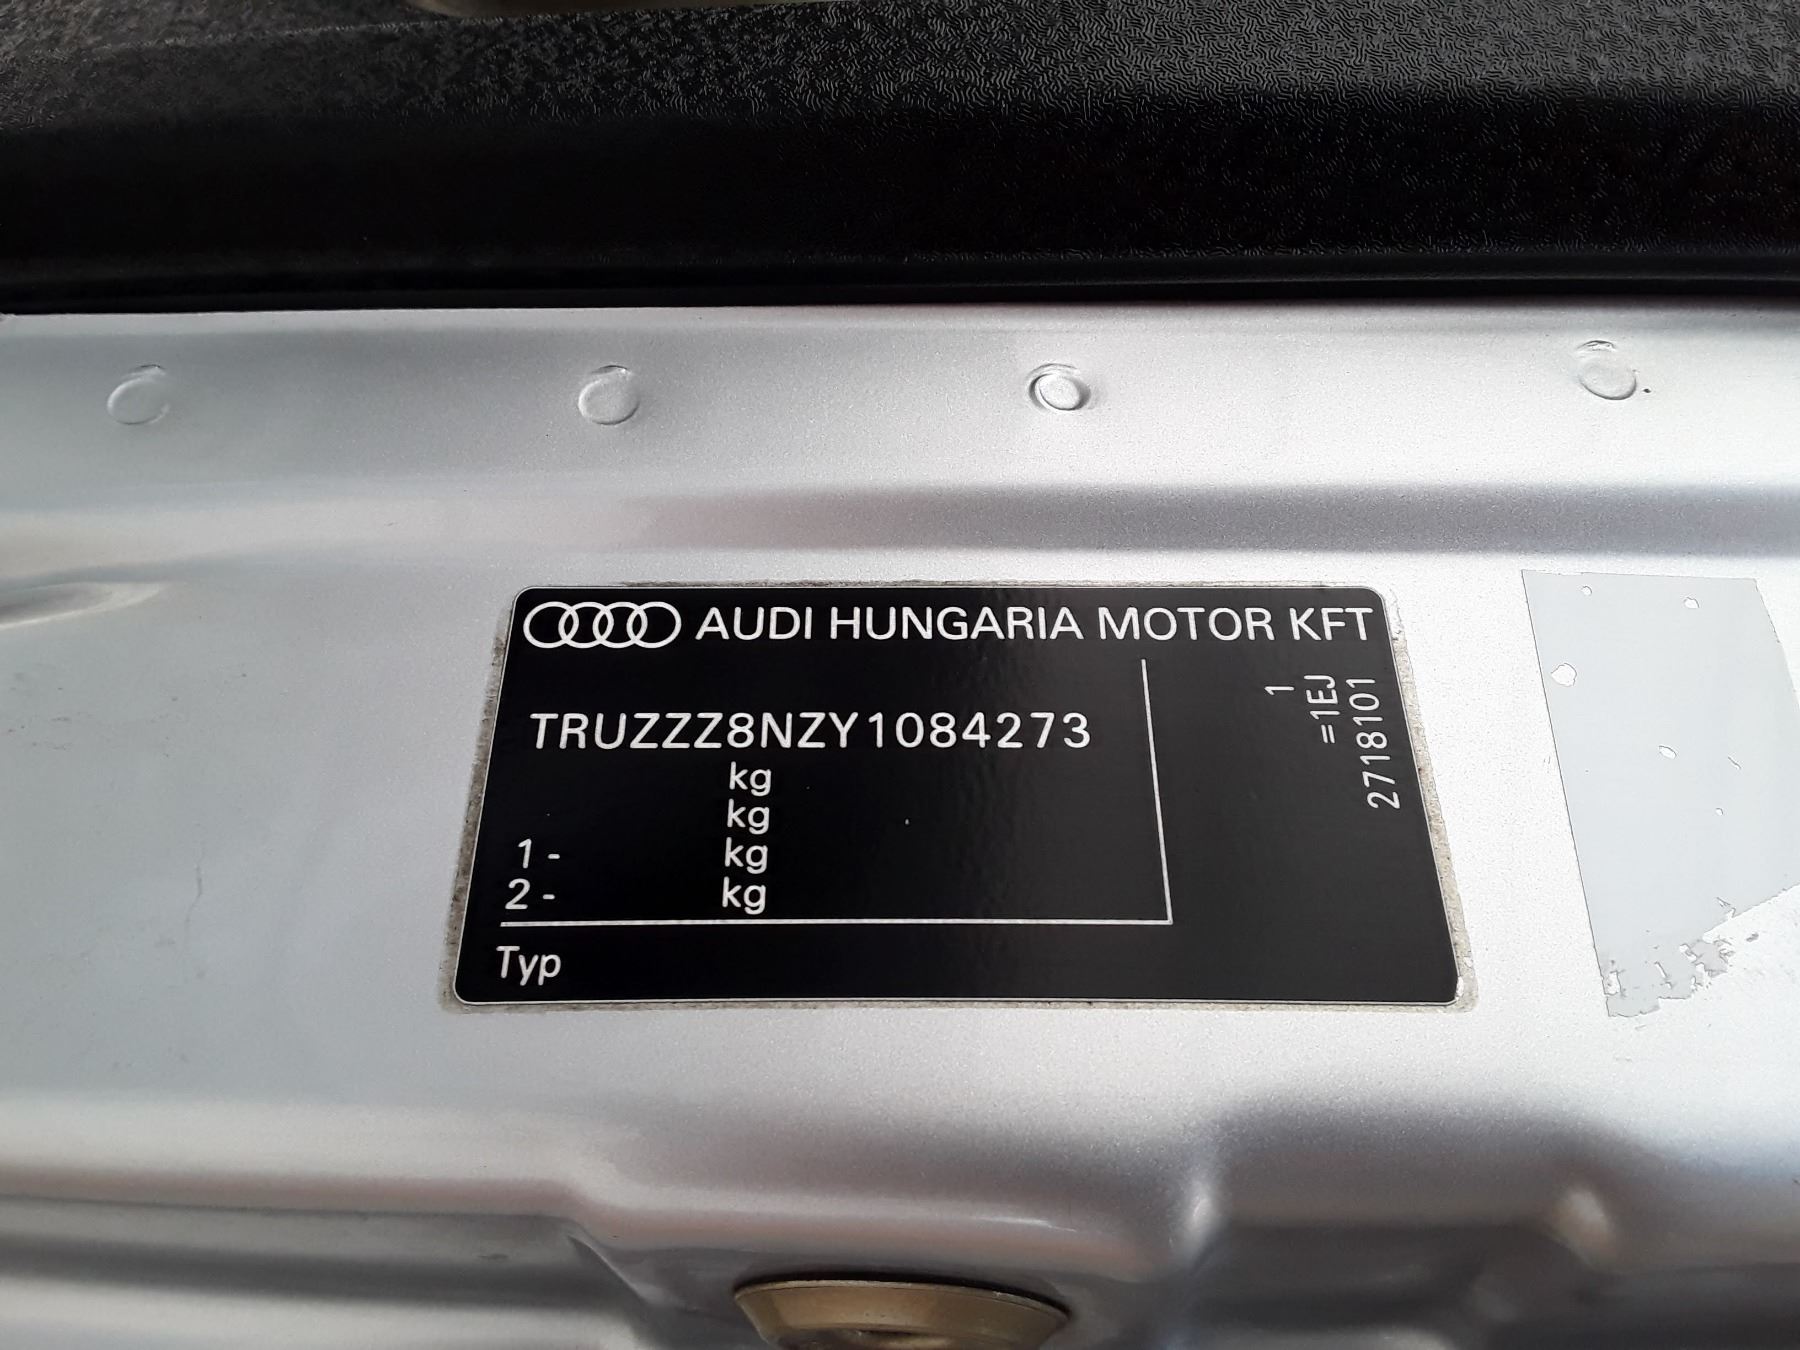 AUDI HUNGARIA MOTOR KFT
TRUZZZ8NZY1084273
kg
kg
1- kg
2- kg
Typ
1
=1EJ
2718101